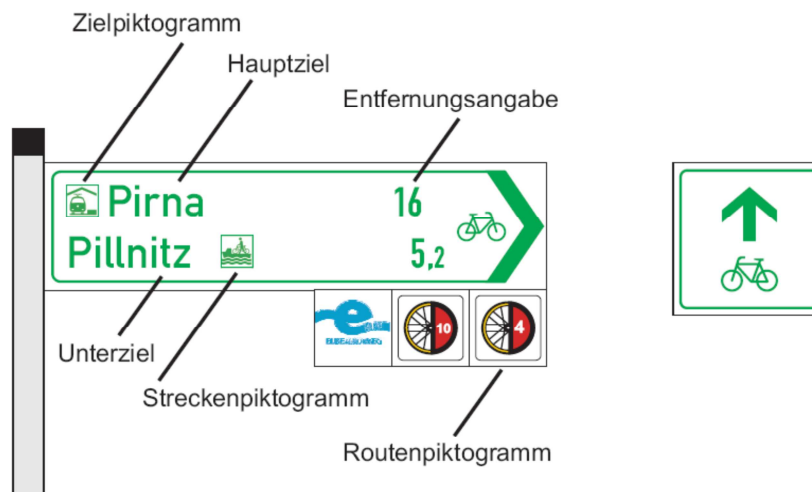 Zielpiktogramm
Hauptziel
Entfernungsangabe
Pirna 16
Pillnitz 5,2
e
10
4
Unterziel
Streckenpiktogramm
Routenpiktogramm